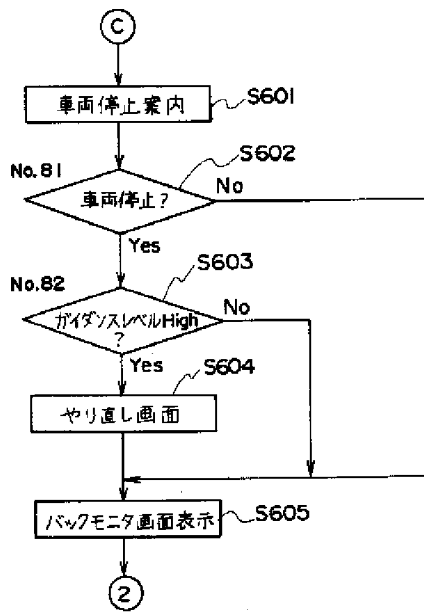 C
車両停止案内
S601
No.81
S602
車両停止?
No
Yes
No.82
S603
ガイダンスレベルHigh
?
No
Yes
S604
やり直し画面
バックモニタ画面表示
S605
2